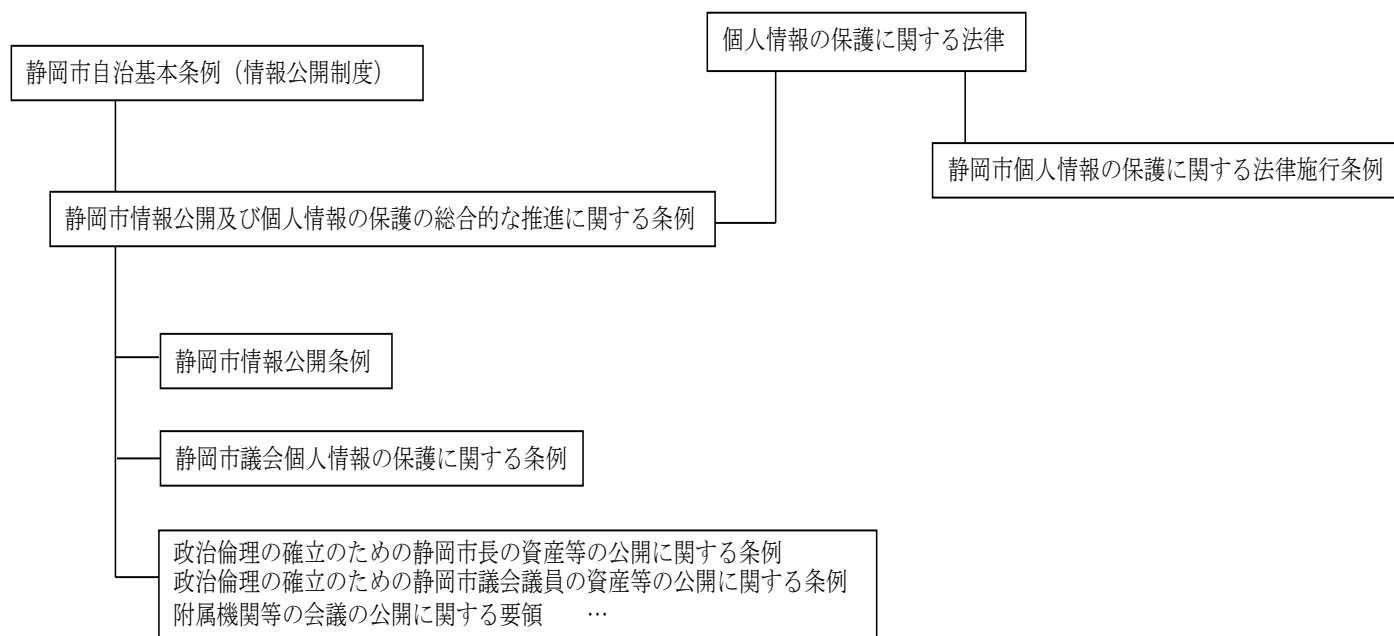 個人情報の保護に関する法律
静岡市自治基本条例（情報公開制度）
静岡市個人情報の保護に関する法律施行条例
静岡市情報公開及び個人情報の保護の総合的な推進に関する条例
静岡市情報公開条例
静岡市議会個人情報の保護に関する条例
政治倫理の確立のための静岡市長の資産等の公開に関する条例
政治倫理の確立のための静岡市議会議員の資産等の公開に関する条例
附属機関等の会議の公開に関する要領　…